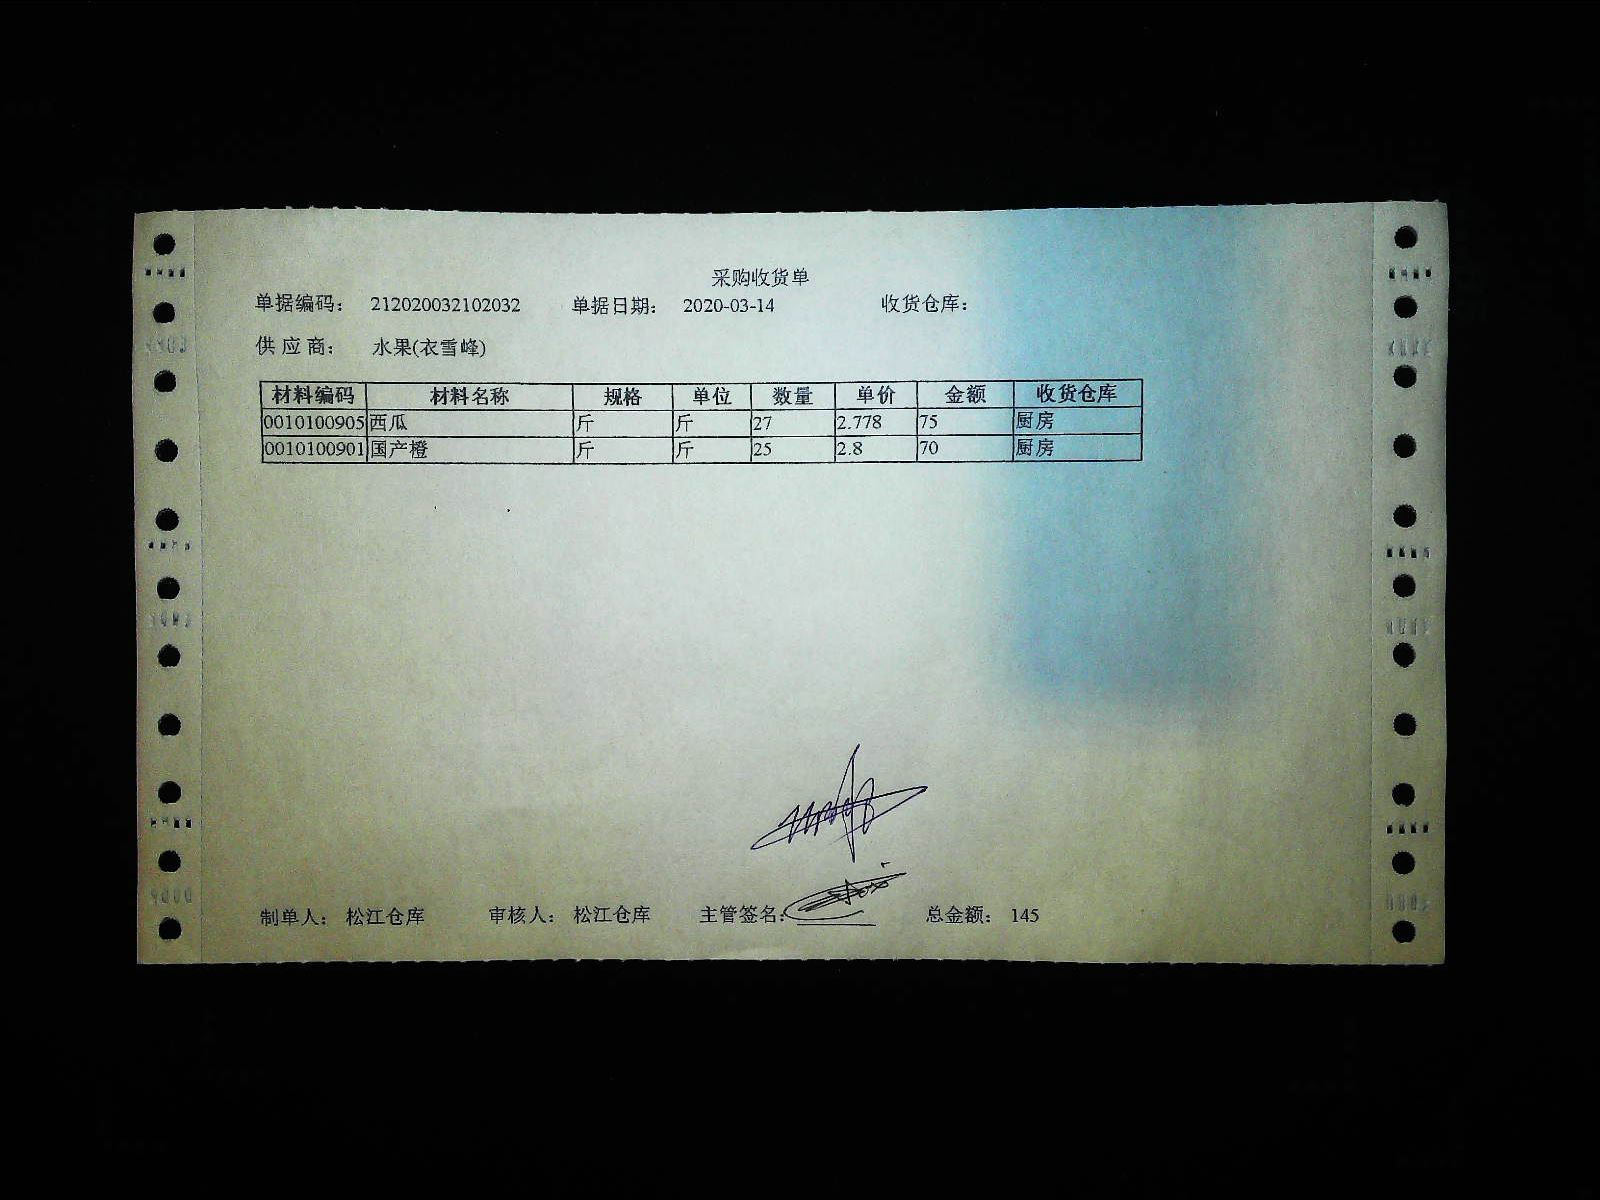 采购收货单
单据编码： 212020032102032 单据日期： 2020-03-14 收货仓库：
供 应 商： 水果(衣雪峰)
材料编码 材料名称 规格 单位 数量 单价 金额 收货仓库
0010100905 西瓜 斤 斤 27 2.778 75 厨房
0010100901 国产橙 斤 斤 25 2.8 70 厨房
制单人： 松江仓库 审核人： 松江仓库 主管签名： 总金额： 145